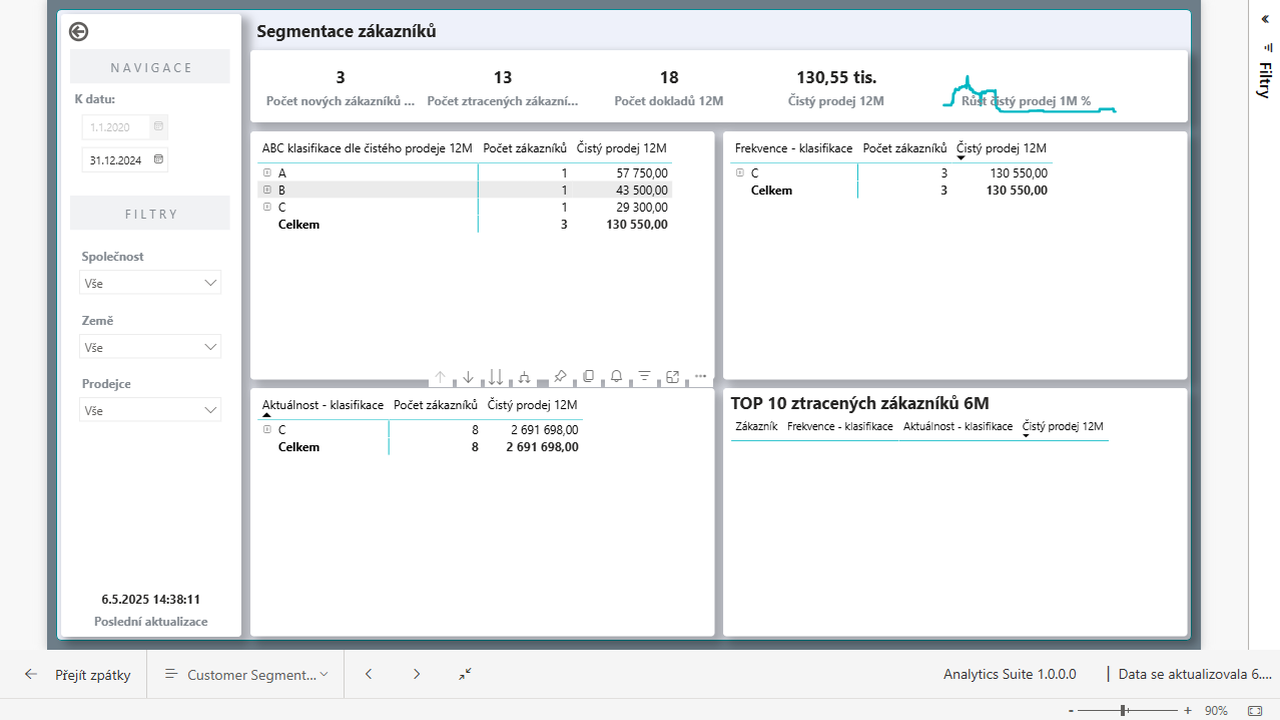 Segmentace zákazníků
NAVIGACE
K datu:
1.1.2020
31.12.2024
FILTRY
Společnost
Vše
Země
Vše
Prodejce
Vše
6.5.2025 14:38:11
Poslední aktualizace
3
Počet nových zákazníků ...
13
Počet ztracených zákazní...
18
Počet dokladů 12M
130,55 tis.
Čistý prodej 12M
Růst čistý prodej 1M %
ABC klasifikace dle čistého prodeje 12M Počet zákazníků Čistý prodej 12M
A 1 57 750,00
B 1 43 500,00
C 1 29 300,00
Celkem 3 130 550,00
Frekvence - klasifikace Počet zákazníků Čistý prodej 12M
C 3 130 550,00
Celkem 3 130 550,00
Aktuálnost - klasifikace Počet zákazníků Čistý prodej 12M
C 8 2 691 698,00
Celkem 8 2 691 698,00
TOP 10 ztracených zákazníků 6M
Zákazník Frekvence - klasifikace Aktuálnost - klasifikace Čistý prodej 12M
Filtry
Přejít zpátky
Customer Segment...
Analytics Suite 1.0.0.0 | Data se aktualizovala 6....
- + 90%